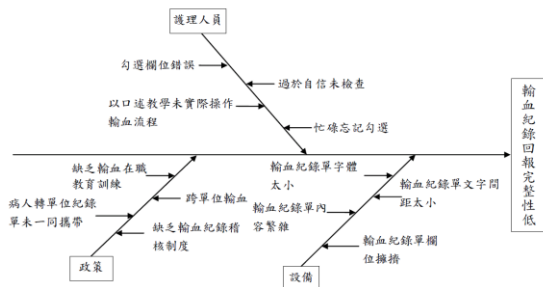 護理人員
勾選欄位錯誤
過於自信未檢查
以口述教學未實際操作
輸血流程
忙碌忘記勾選
輸血紀錄回報完整性低
缺乏輸血在職
教育訓練
跨單位輸血
病人轉單位紀錄
單未一同攜帶
缺乏輸血紀錄稽
核制度
政策
輸血紀錄單字體
太小
輸血紀錄單文字間
距太小
輸血紀錄單內
容繁雜
輸血紀錄單欄
位擁擠
設備